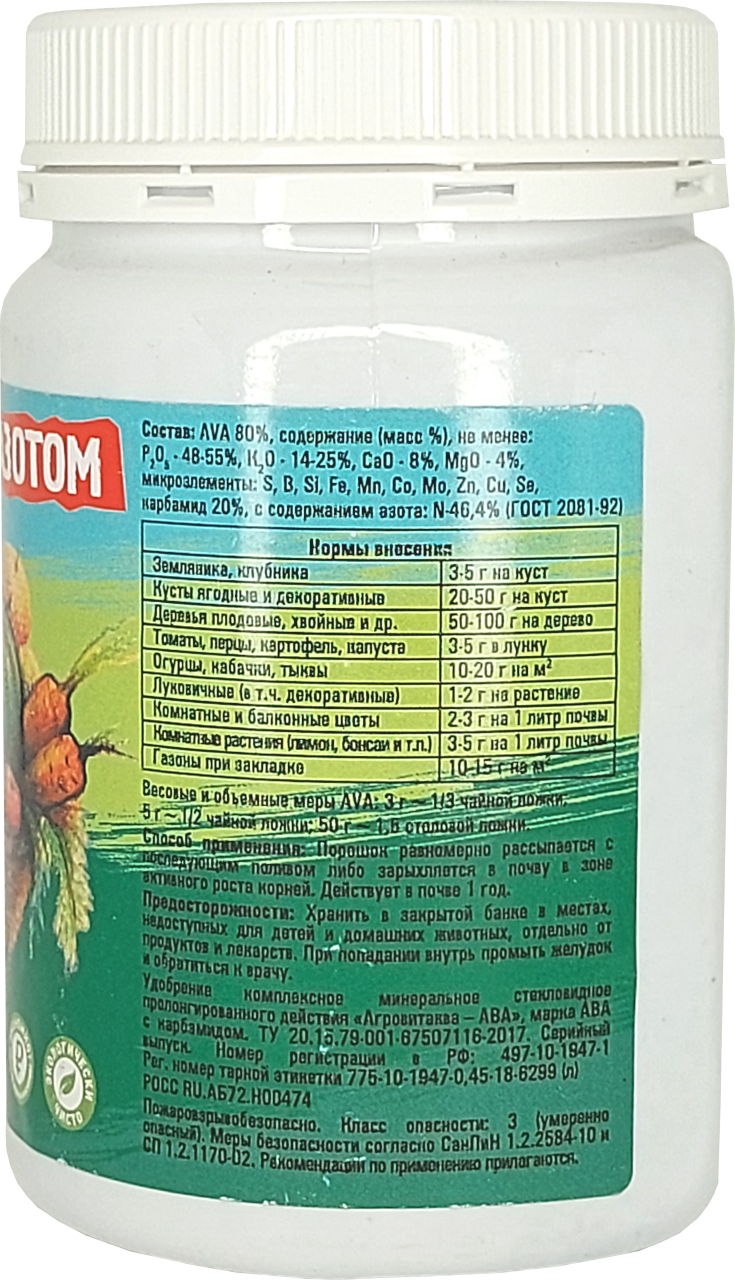 ЗОТОМ
Состав: AVA 80%, содержание (масс %), не менее:
P₂O₅ - 48-55%, K₂O - 14-25%, CaO - 8%, MgO - 4%,
микроэлементы: S, B, Si, Fe, Mn, Co, Mo, Zn, Cu, Se,
карбамид 20%, с содержанием азота: N-46,4% (ГОСТ 2081-92)
Нормы внесения
Земляника, клубника 3-5 г на куст
Кусты ягодные и декоративные 20-50 г на куст
Деревья плодовые, хвойные и др. 50-100 г на дерево
Томаты, перцы, картофель, капуста 3-5 г в лунку
Огурцы, кабачки, тыквы 10-20 г на м²
Луковичные (в т.ч. декоративные) 1-2 г на растение
Комнатные и балконные цветы 2-3 г на 1 литр почвы
Комнатные растения (лимон, бонсаи и т.п.) 3-5 г на 1 литр почвы
Газоны при закладке 10-15 г на м²
Весовые и объемные меры AVA: 3 г ~ 1/3 чайной ложки;
5 г ~ 1/2 чайной ложки; 50 г ~ 1,5 столовой ложки.
Способ применения: Порошок равномерно рассыпается с
последующим поливом либо зарыхляется в почву в зоне
активного роста корней. Действует в почве 1 год.
Предосторожности: Хранить в закрытой банке в местах,
недоступных для детей и домашних животных, отдельно от
продуктов и лекарств. При попадании внутрь промыть желудок
и обратиться к врачу.
Удобрение комплексное минеральное стекловидное
пролонгированного действия «Агровитаква – АВА», марка АВА
с карбамидом. ТУ 20.15.79-001-67507116-2017. Серийный
выпуск. Номер регистрации в РФ: 497-10-1947-1
Рег. номер тарной этикетки 775-10-1947-0,45-18-6299 (л)
РОСС RU.АБ72.Н00474
Пожаровзрывобезопасно. Класс опасности: 3 (умеренно
опасный). Меры безопасности согласно СанПиН 1.2.2584-10 и
СП 1.2.1170-02. Рекомендации по применению прилагаются.
ЭКОЛОГИЧЕСКИ
ЧИСТО